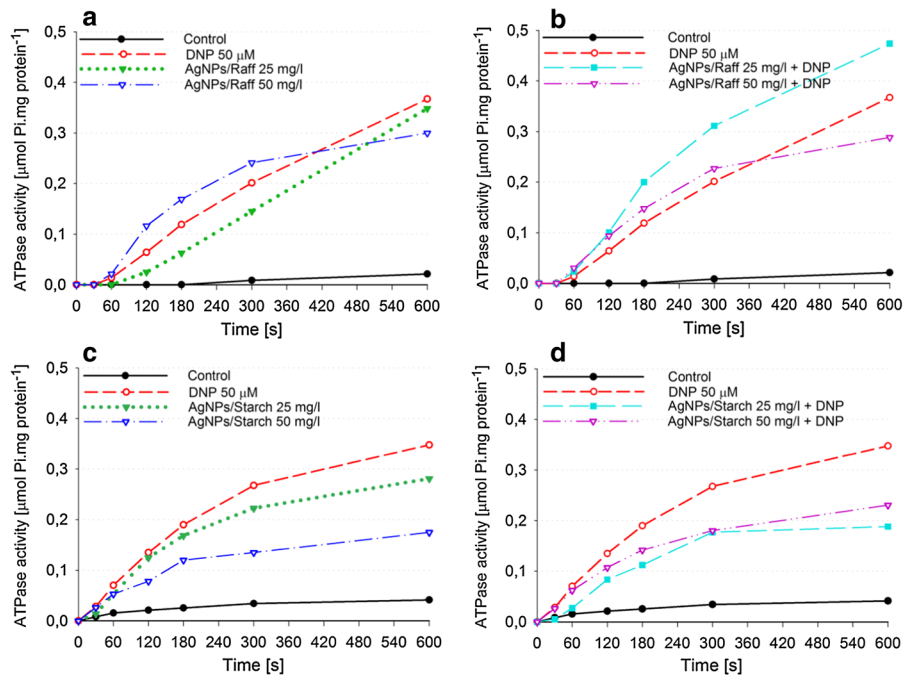 a
0,5
0,4
0,3
0,2
0,1
0,0
ATPase activity [μmol Pi.mg protein-1]
Control
DNP 50 μM
AgNPs/Raff 25 mg/l
AgNPs/Raff 50 mg/l
0 60 120 180 240 300 360 420 480 540 600
Time [s]
b
0,5
0,4
0,3
0,2
0,1
0,0
ATPase activity [μmol Pi.mg protein-1]
Control
DNP 50 μM
AgNPs/Raff 25 mg/l + DNP
AgNPs/Raff 50 mg/l + DNP
0 60 120 180 240 300 360 420 480 540 600
Time [s]
c
0,5
0,4
0,3
0,2
0,1
0,0
ATPase activity [μmol Pi.mg protein-1]
Control
DNP 50 μM
AgNPs/Starch 25 mg/l
AgNPs/Starch 50 mg/l
0 60 120 180 240 300 360 420 480 540 600
Time [s]
d
0,5
0,4
0,3
0,2
0,1
0,0
ATPase activity [μmol Pi.mg protein-1]
Control
DNP 50 μM
AgNPs/Starch 25 mg/l + DNP
AgNPs/Starch 50 mg/l + DNP
0 60 120 180 240 300 360 420 480 540 600
Time [s]